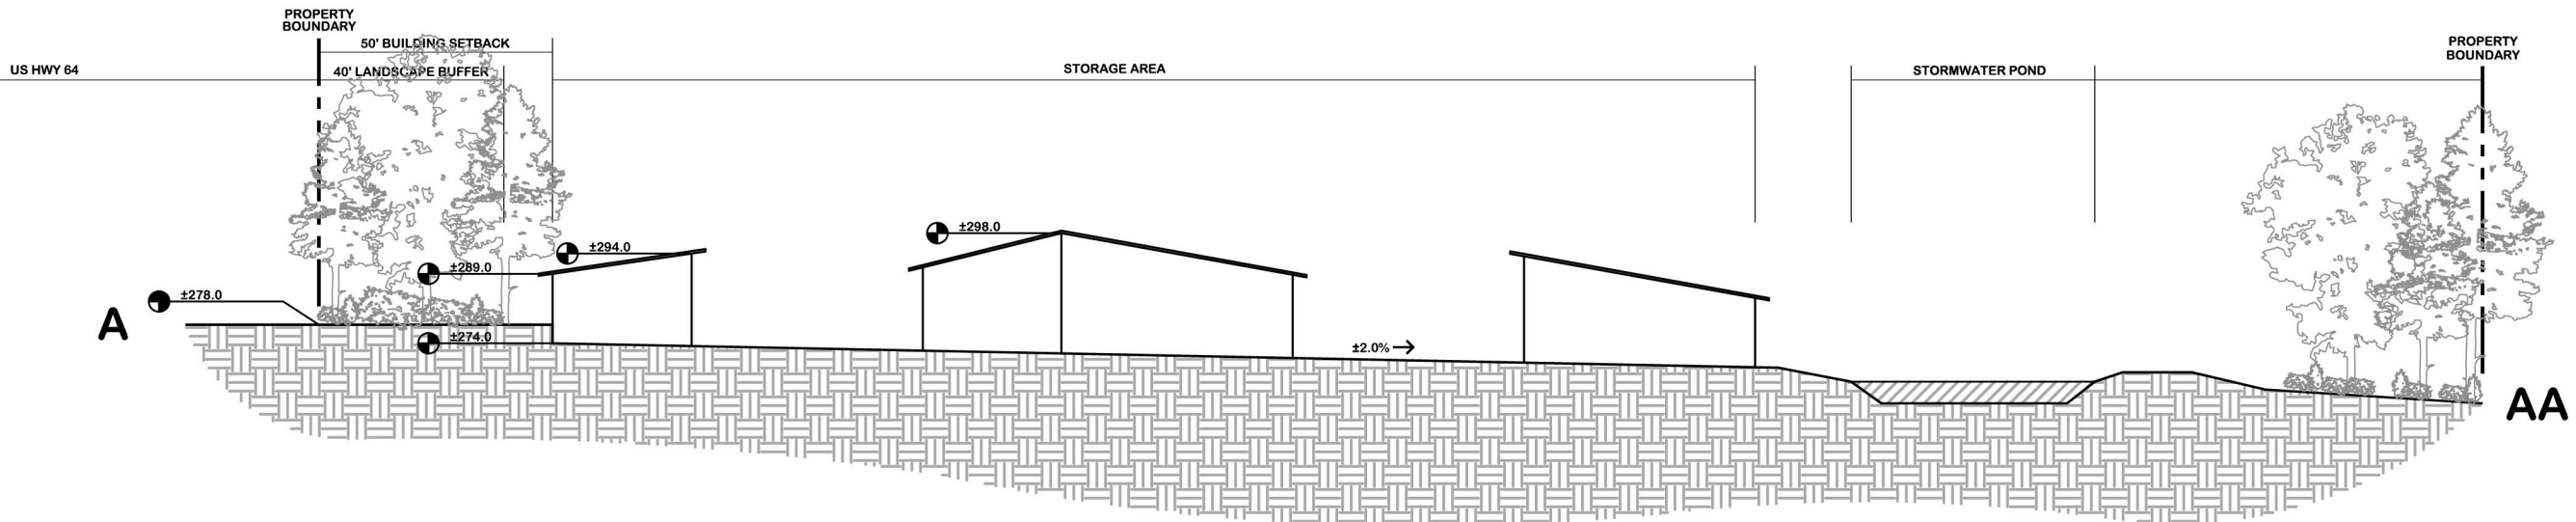 PROPERTY
BOUNDARY
50' BUILDING SETBACK
PROPERTY
BOUNDARY
US HWY 64
40' LANDSCAPE BUFFER
STORAGE AREA
STORMWATER POND
±298.0
±294.0
±289.0
±278.0
A
±274.0
±2.0%
AA